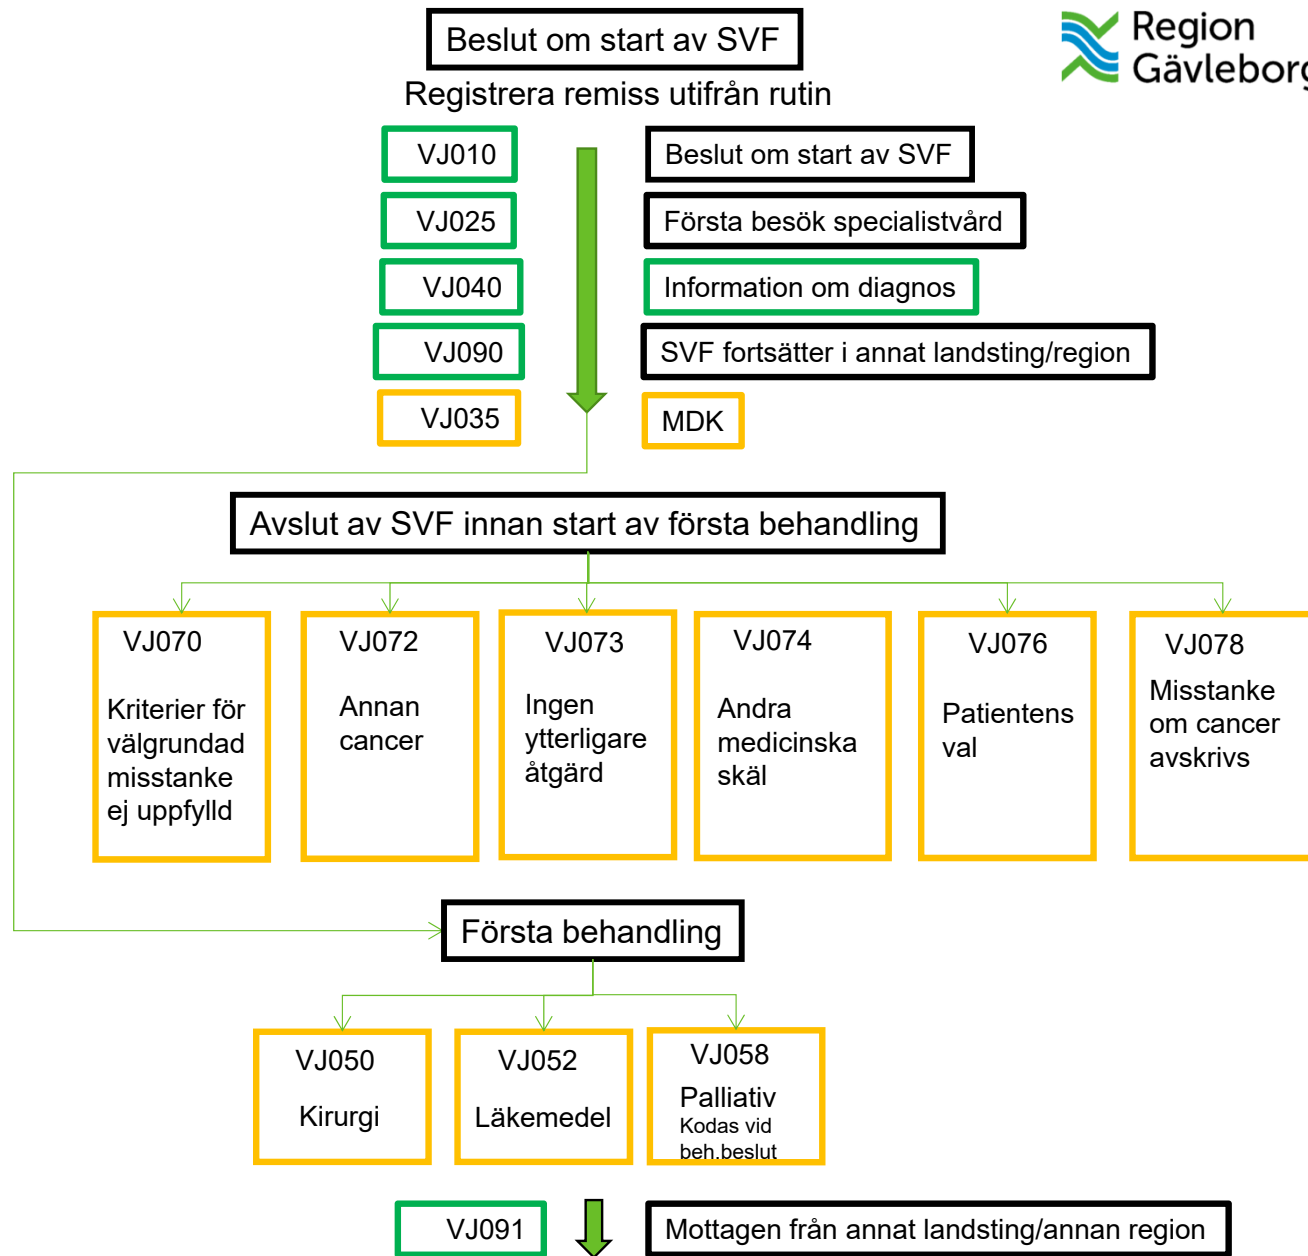 Beslut om start av SVF
Region
Gävleborg
Registrera remiss utifrån rutin
VJ010
Beslut om start av SVF
VJ025
Första besök specialistvård
VJ040
Information om diagnos
VJ090
SVF fortsätter i annat landsting/region
VJ035
MDK
Avslut av SVF innan start av första behandling
VJ070
Kriterier för
välgrundad
misstanke
ej uppfylld
VJ072
Annan
cancer
VJ073
Ingen
ytterligare
åtgärd
VJ074
Andra
medicinska
skäl
VJ076
Patientens
val
VJ078
Misstanke
om cancer
avskrivs
Första behandling
VJ050
Kirurgi
VJ052
Läkemedel
VJ058
Palliativ
Kodas vid
beh.beslut
VJ091
Mottagen från annat landsting/annan region